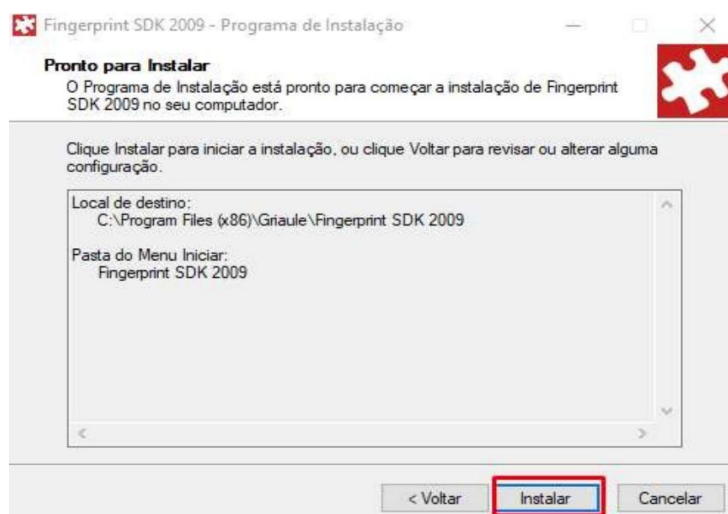 Fingerprint SDK 2009 - Programa de Instalação
Pronto para Instalar
O Programa de Instalação está pronto para começar a instalação de Fingerprint
SDK 2009 no seu computador.
Clique Instalar para iniciar a instalação, ou clique Voltar para revisar ou alterar alguma
configuração.
Local de destino:
C:\Program Files (x86)\Griaule\Fingerprint SDK 2009
Pasta do Menu Iniciar:
Fingerprint SDK 2009
< Voltar
Instalar
Cancelar